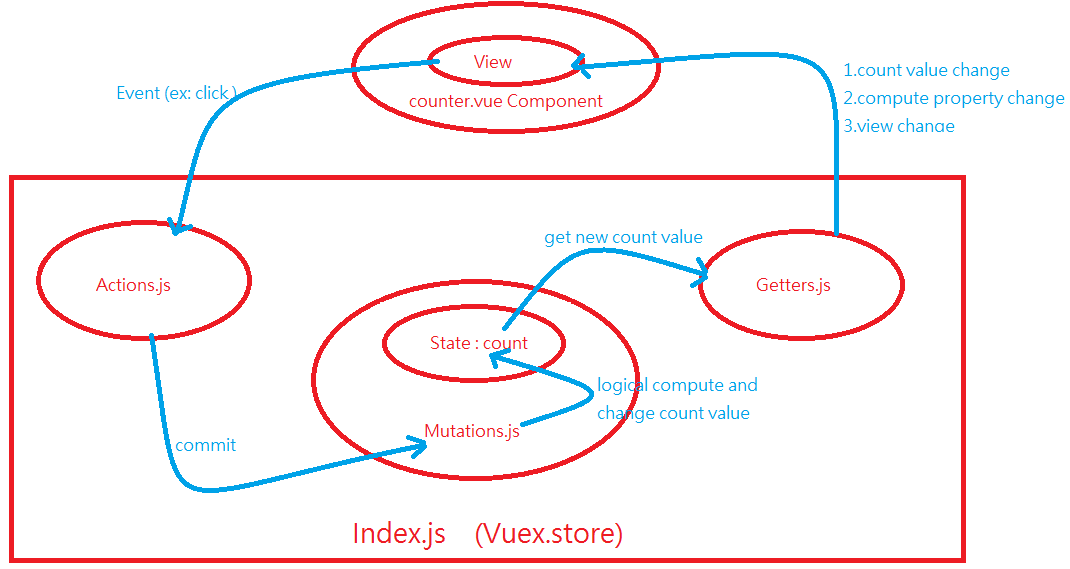 View
counter.vue Component
Event (ex: click )
1.count value change
2.compute property change
3.view change
get new count value
Actions.js
Getters.js
State : count
logical compute and
change count value
Mutations.js
commit
Index.js (Vuex.store)